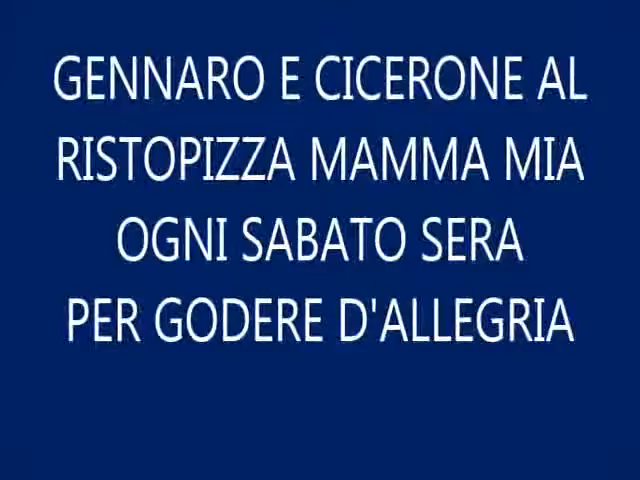 GENNARO E CICERONE AL
RISTOPIZZA MAMMA MIA
OGNI SABATO SERA
PER GODERE D'ALLEGRIA